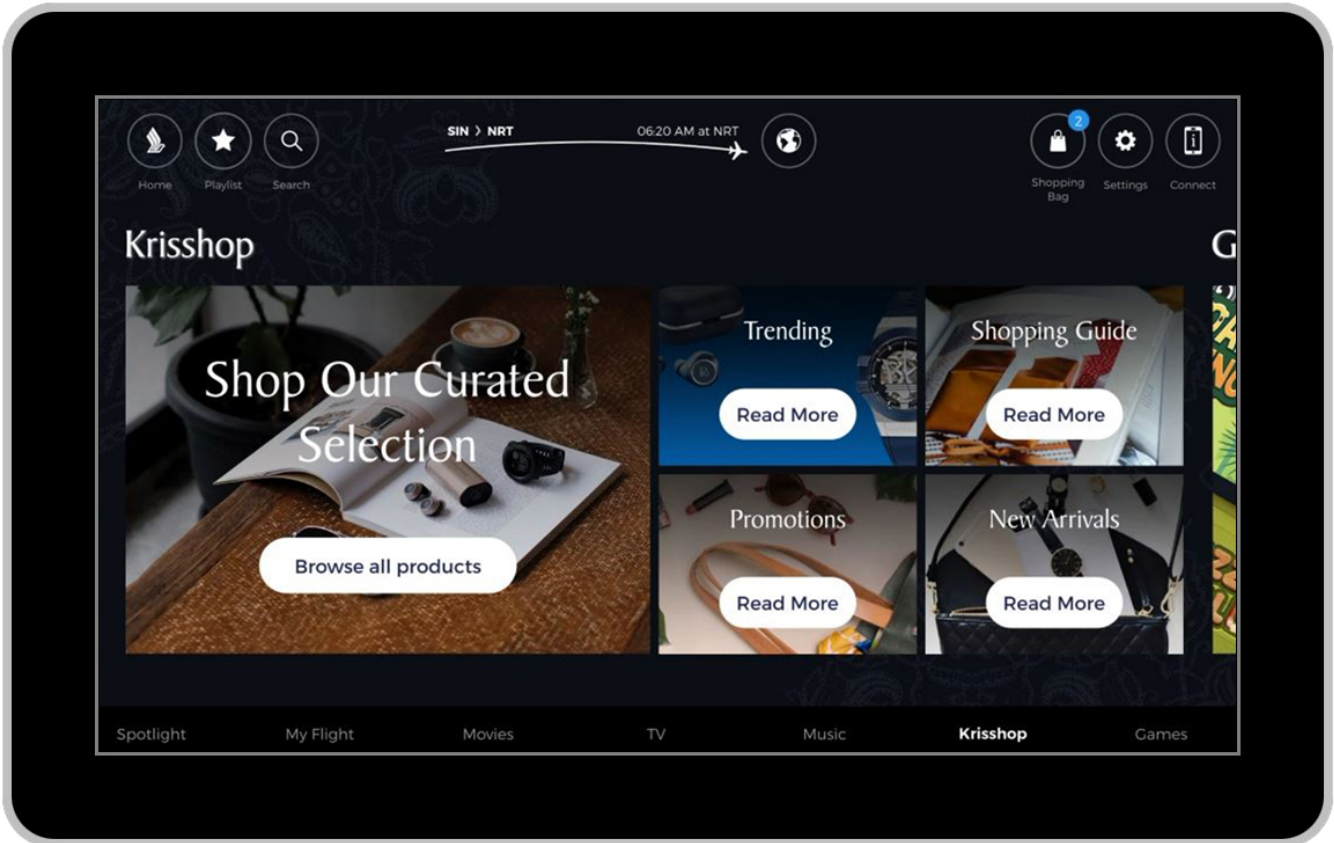 SIN > NRT
06:20 AM at NRT
2
Home
Playlist
Search
Shopping
Bag
Settings
Connect
Krisshop
G
Shop Our Curated
Selection
Browse all products
Trending
Read More
Shopping Guide
Read More
Promotions
Read More
New Arrivals
Read More
Spotlight
My Flight
Movies
TV
Music
Krisshop
Games